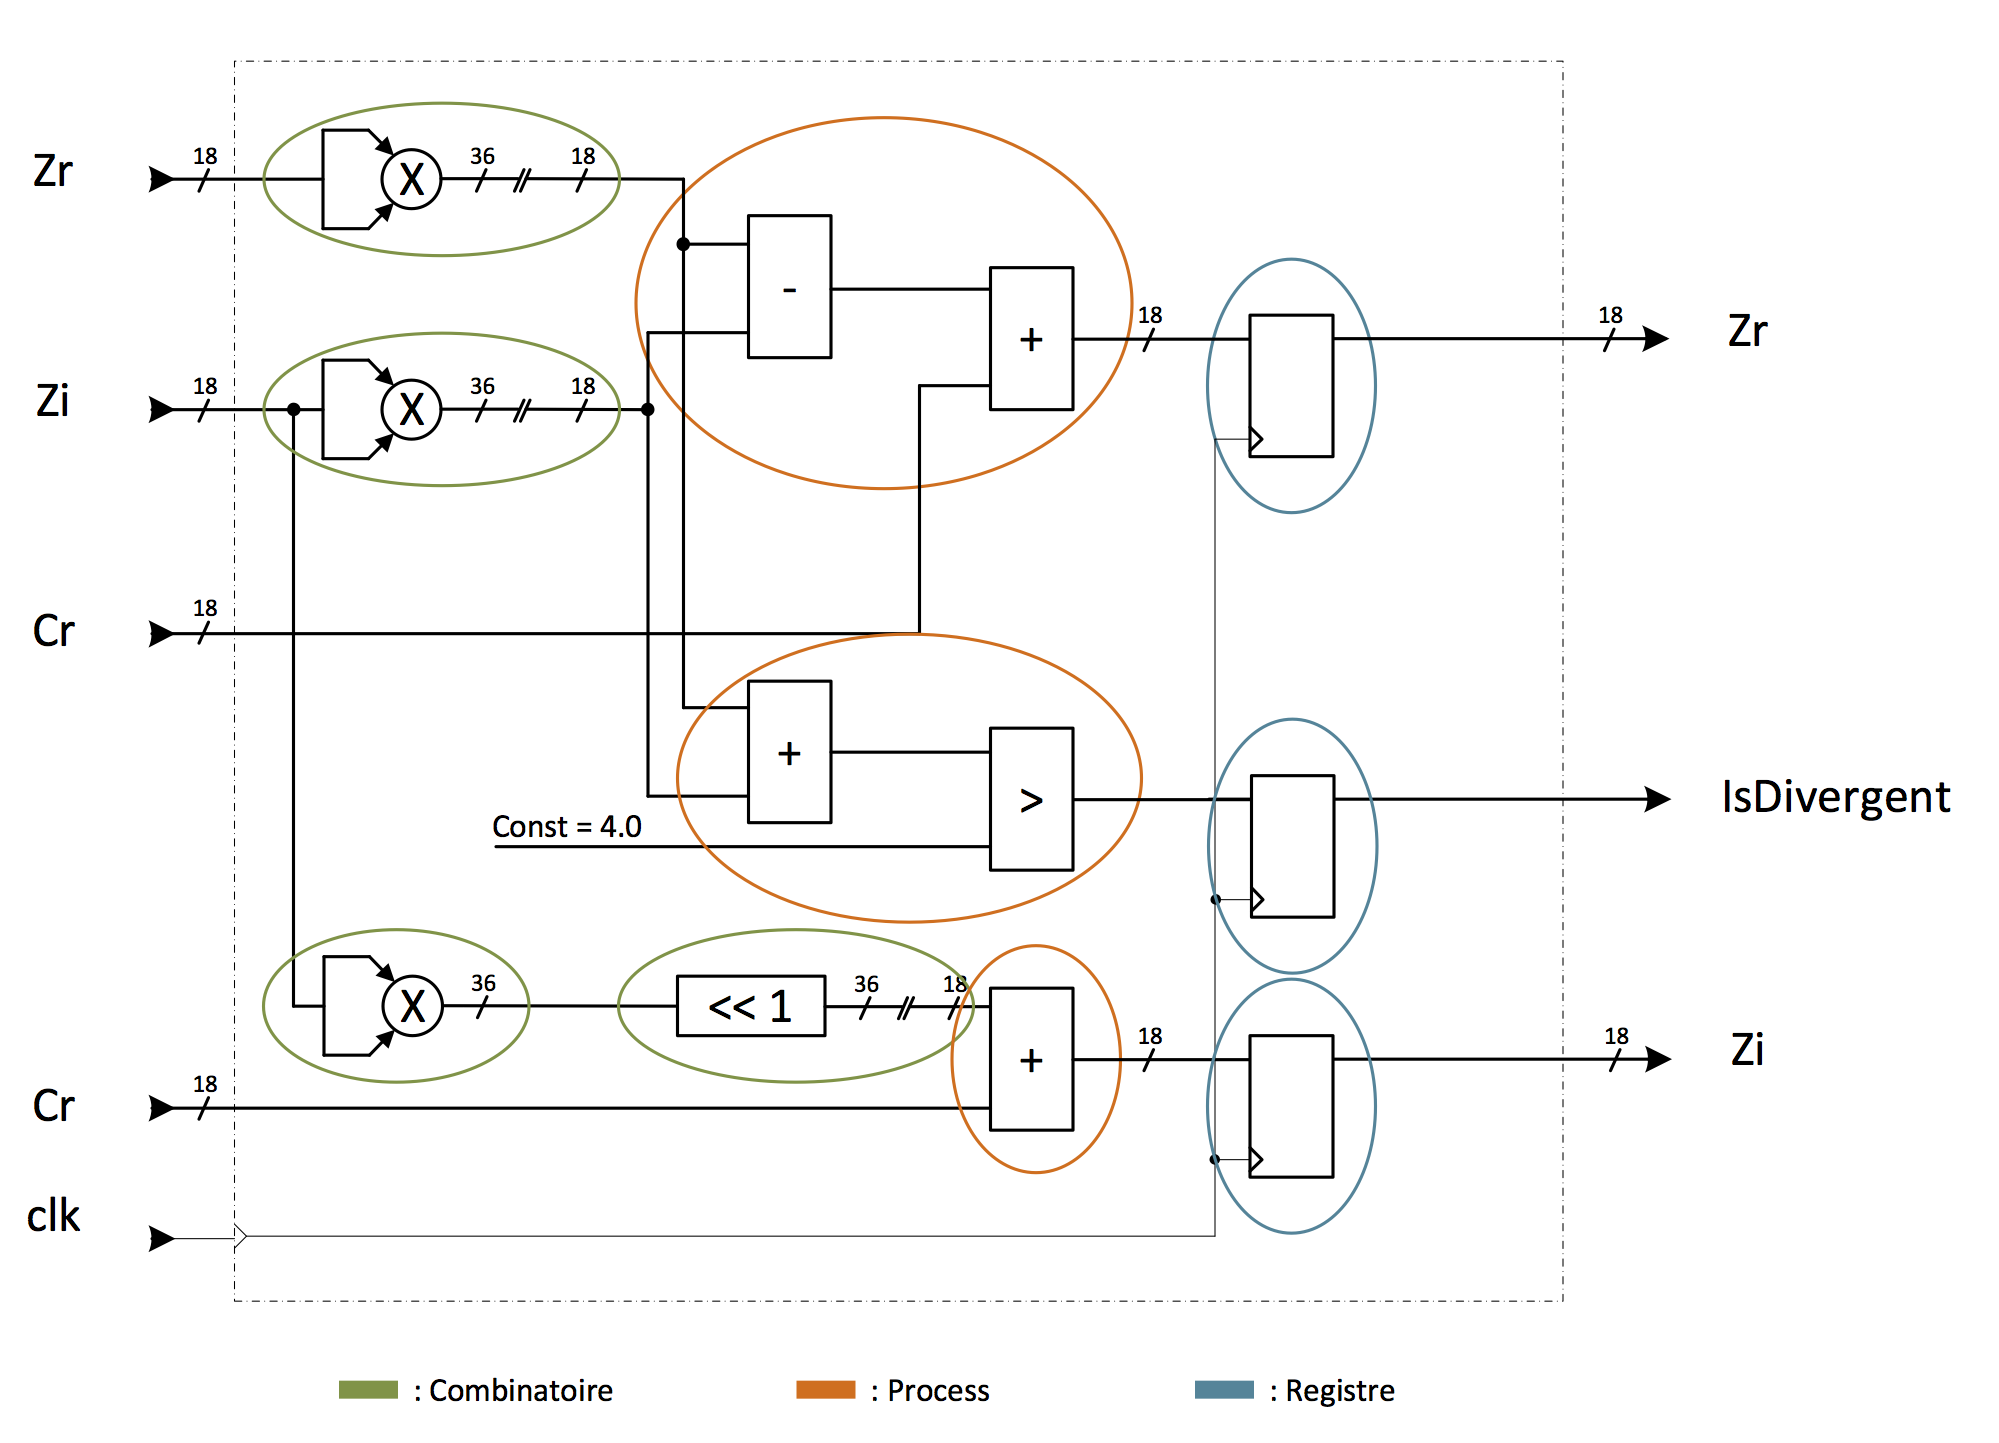 Zr
18
X
36
18
-
+
18
18
Zr
Zi
18
X
36
18
Cr
18
+
>
Const = 4.0
IsDivergent
X
36
<< 1
36
18
+
18
18
Zi
Cr
18
clk
: Combinatoire
: Process
: Registre